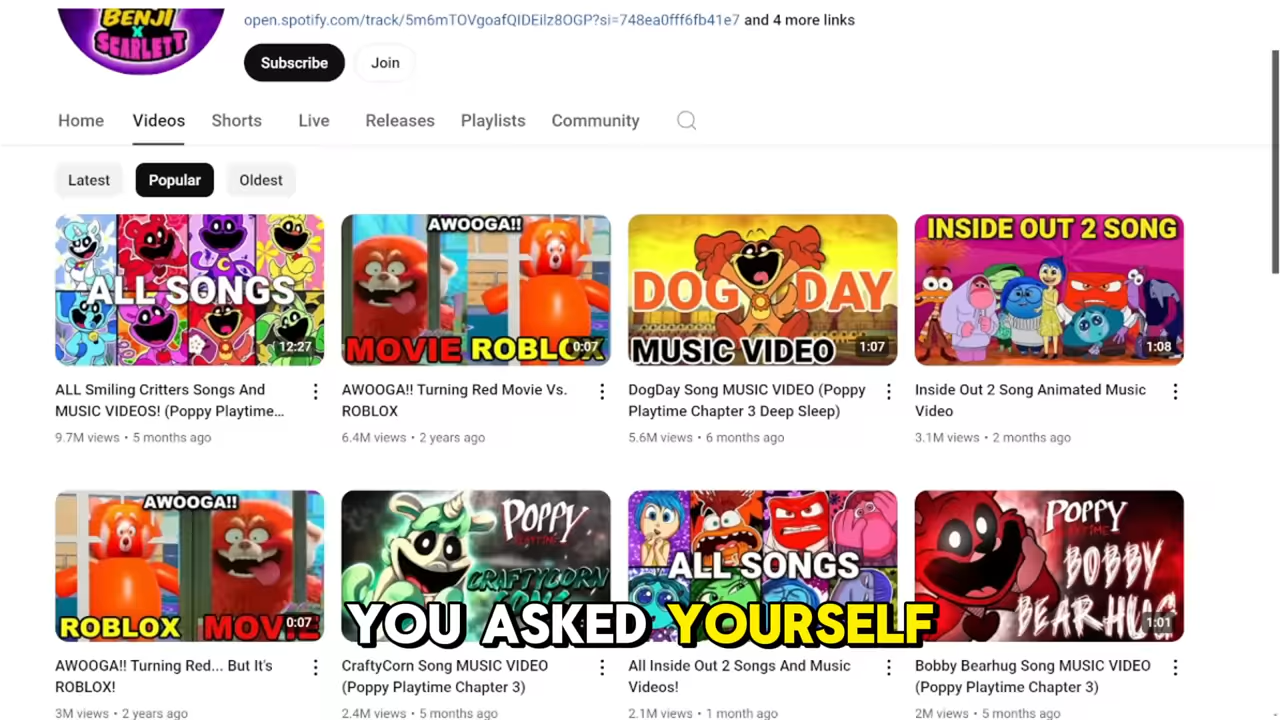 BENJI
X
SCARLETT
open.spotify.com/track/5m6mTOVgoafQIDEilz8OGP?si=748ea0fff6fb41e7 and 4 more links
Subscribe
Join
Home
Videos
Shorts
Live
Releases
Playlists
Community
Latest
Popular
Oldest
ALL SONGS
12:27
AWOOGA!!
MOVIE ROBLOX
0:07
DOG DAY
MUSIC VIDEO
1:07
INSIDE OUT 2 SONG
1:08
ALL Smiling Critters Songs And
MUSIC VIDEOS! (Poppy Playtime...
9.7M views • 5 months ago
AWOOGA!! Turning Red Movie Vs.
ROBLOX
6.4M views • 2 years ago
DogDay Song MUSIC VIDEO (Poppy
Playtime Chapter 3 Deep Sleep)
5.6M views • 6 months ago
Inside Out 2 Song Animated Music
Video
3.1M views • 2 months ago
AWOOGA!!
ROBLOX MOVIE
0:07
POPPY
PLAYTIME
CRAFTYCORN
ALL SONGS
POPPY
PLAYTIME
BOBBY
BEARHUG
1:01
YOU ASKED YOURSELF
AWOOGA!! Turning Red... But It's
ROBLOX!
3M views • 2 years ago
CraftyCorn Song MUSIC VIDEO
(Poppy Playtime Chapter 3)
2.4M views • 5 months ago
All Inside Out 2 Songs And Music
Videos!
2.1M views • 1 month ago
Bobby Bearhug Song MUSIC VIDEO
(Poppy Playtime Chapter 3)
2M views • 5 months ago